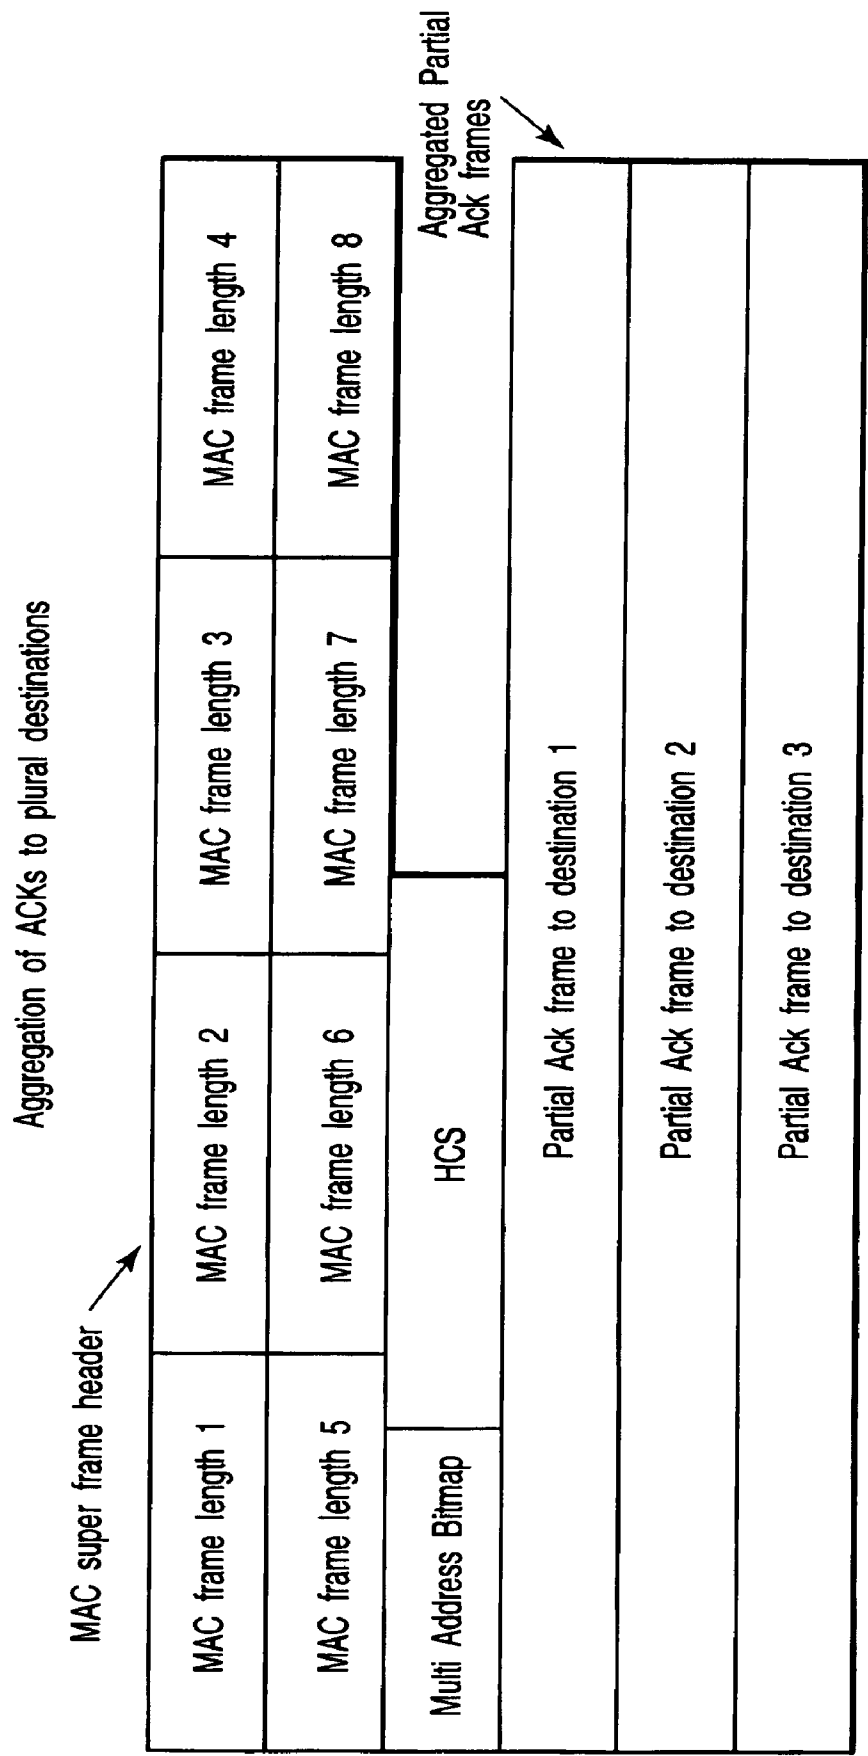 Aggregation of ACKs to plural destinations
MAC super frame header
MAC frame length 1
MAC frame length 2
MAC frame length 3
MAC frame length 4
MAC frame length 5
MAC frame length 6
MAC frame length 7
MAC frame length 8
Multi Address Bitmap
HCS
Aggregated Partial
Ack frames
Partial Ack frame to destination 1
Partial Ack frame to destination 2
Partial Ack frame to destination 3